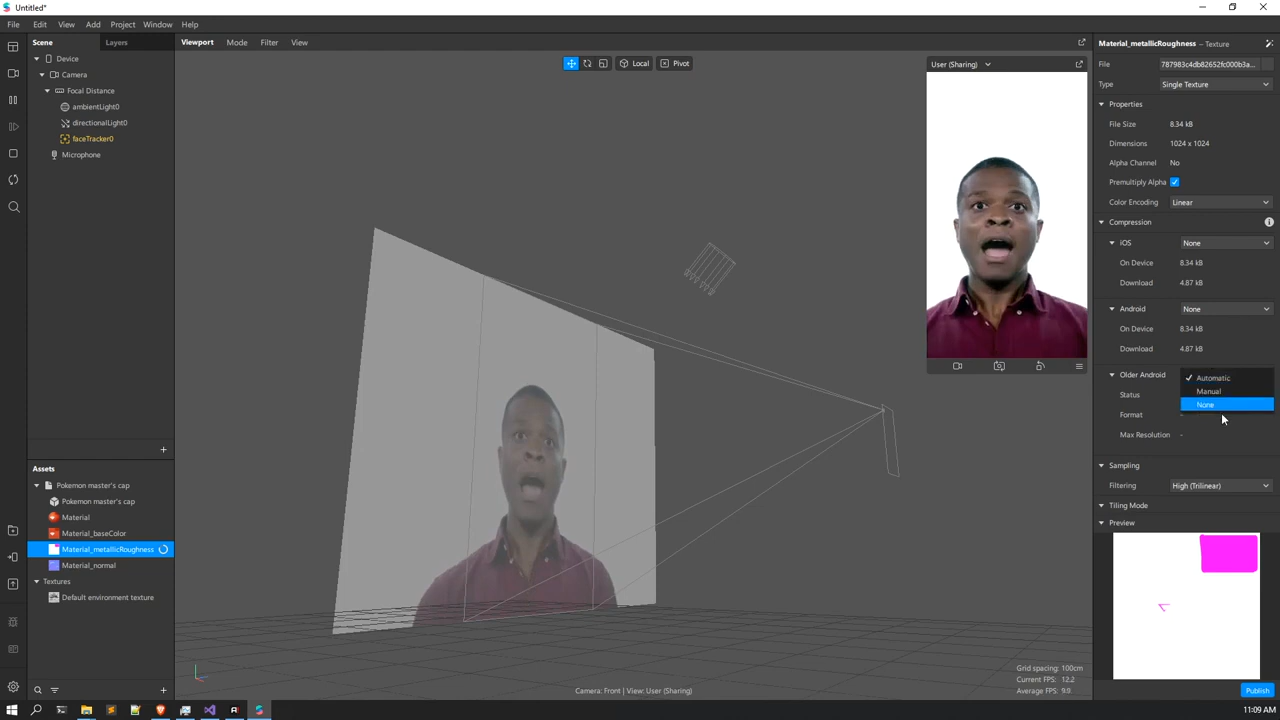 Untitled*
File Edit View Add Project Window Help
Scene Layers
Device
Camera
Focal Distance
ambientLight0
directionalLight0
faceTracker0
Microphone
Assets
Pokemon master's cap
Pokemon master's cap
Material
Material_baseColor
Material_metallicRoughness
Material_normal
Textures
Default environment texture
Viewport Mode Filter View
Local Pivot
User (Sharing)
Camera: Front | View: User (Sharing)
Grid spacing: 100cm
Current FPS: 12.2
Average FPS: 9.9
Material_metallicRoughness – Texture
File 787983c4db82652fc000b3a...
Type Single Texture
Properties
File Size 8.34 kB
Dimensions 1024 x 1024
Alpha Channel No
Premultiply Alpha
Color Encoding Linear
Compression
iOS None
On Device 8.34 kB
Download 4.87 kB
Android None
On Device 8.34 kB
Download 4.87 kB
Older Android Automatic
Manual
Status
None
Format -
Max Resolution -
Sampling
Filtering High (Trilinear)
Tiling Mode
Preview
Publish
11:09 AM